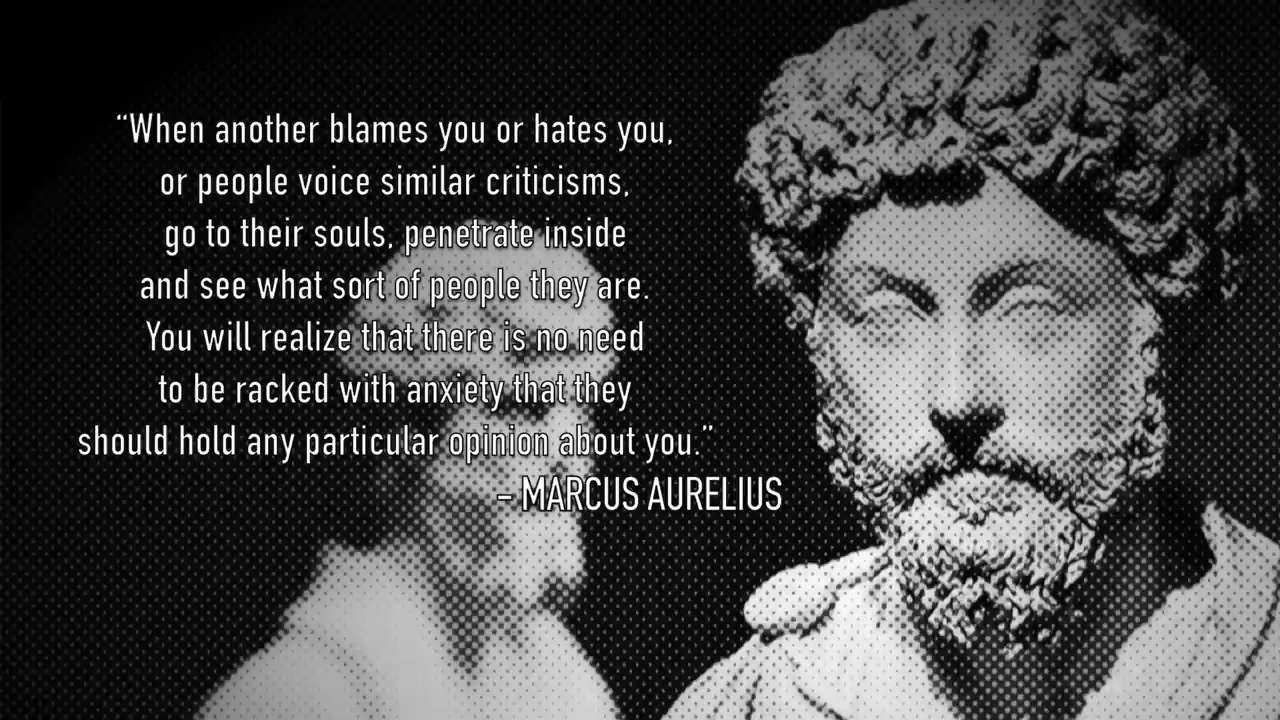 “When another blames you or hates you,
or people voice similar criticisms,
go to their souls, penetrate inside
and see what sort of people they are.
You will realize that there is no need
to be racked with anxiety that they
should hold any particular opinion about you.”
– MARCUS AURELIUS